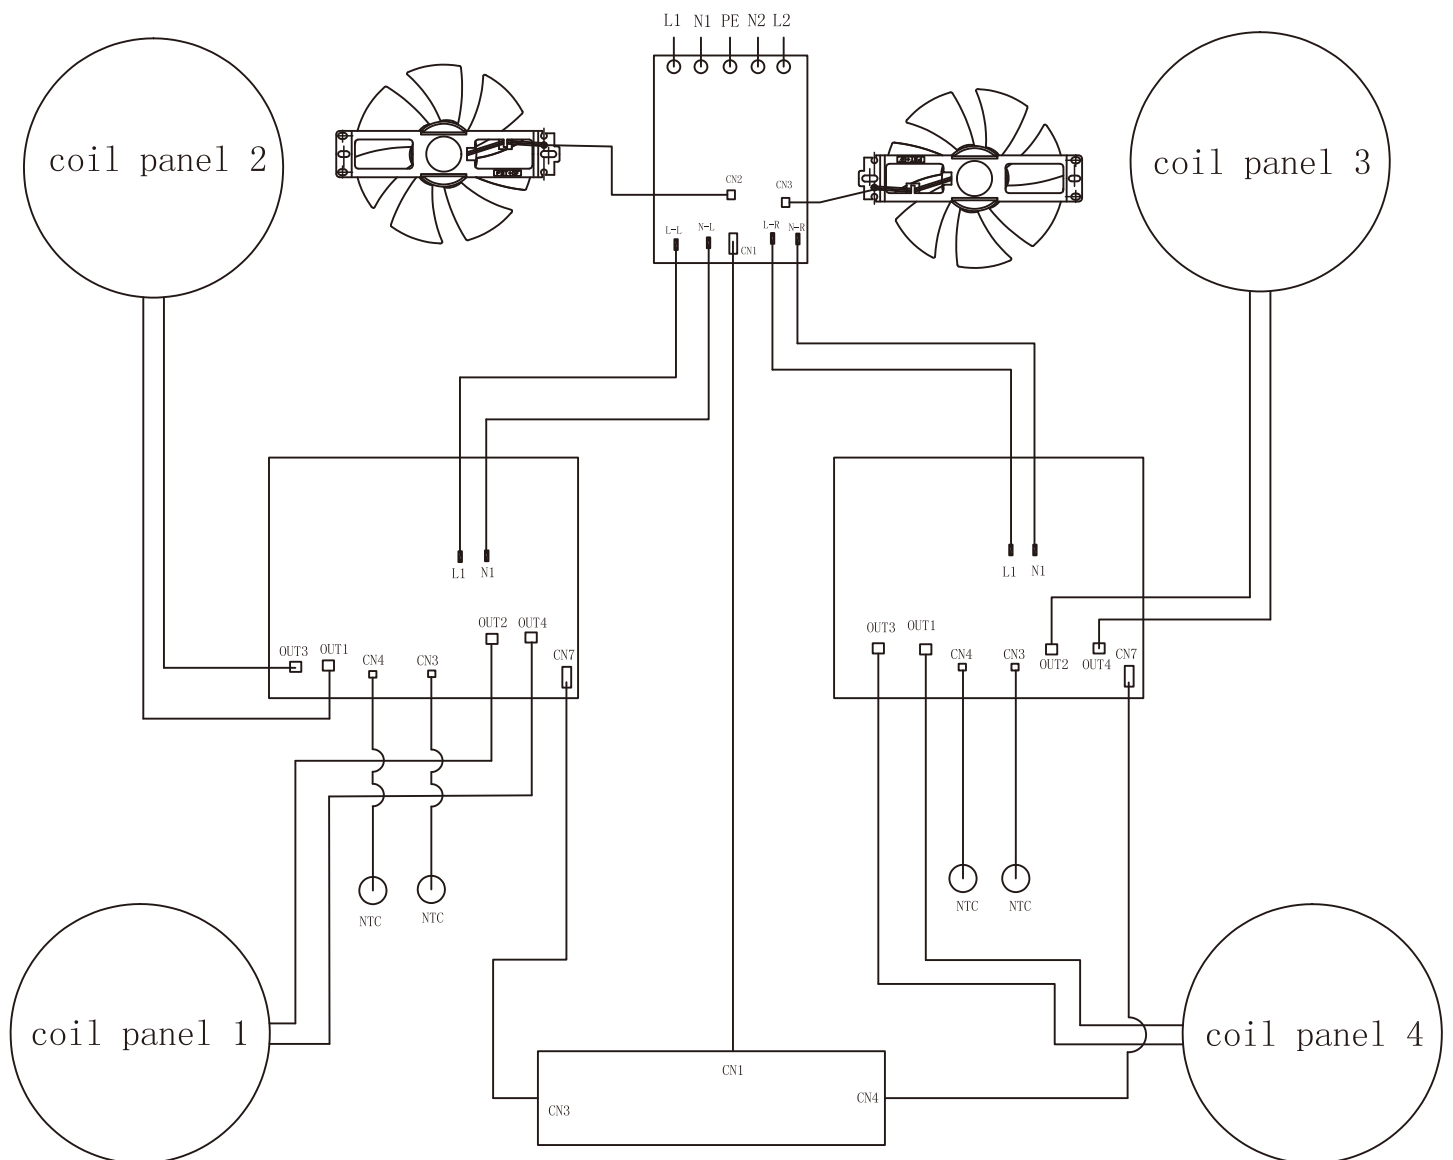 L1 N1 PE N2 L2
coil panel 2
coil panel 3
CN2
CN3
L-L
N-L
CN1
L-R
N-R
L1
N1
OUT3
OUT1
CN4
CN3
OUT2
OUT4
CN7
L1
N1
OUT3
OUT1
CN4
CN3
OUT2
OUT4
CN7
NTC
NTC
NTC
NTC
coil panel 1
coil panel 4
CN1
CN3
CN4